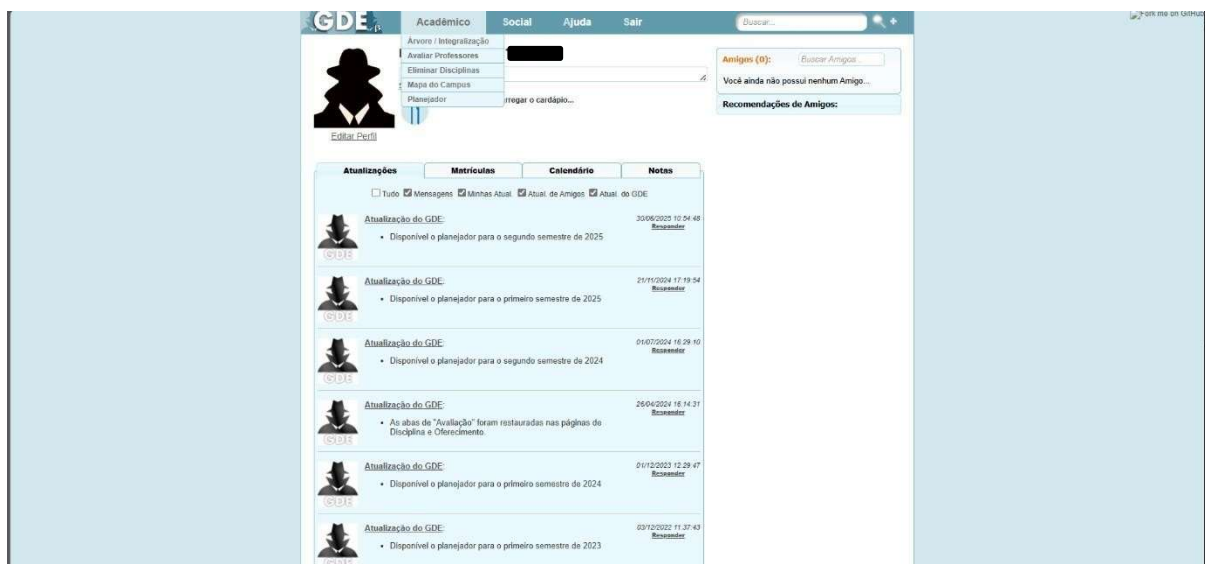 GDE
Acadêmico Social Ajuda Sair
Buscar...
Fork me on GitHub
Árvore / Integralização
Avaliar Professores
Eliminar Disciplinas
Mapa do Campus
Planejador
rregar o cardápio...
Editar Perfil
Amigos (0): Buscar Amigos...
Você ainda não possui nenhum Amigo...
Recomendações de Amigos:
Atualizações Matrículas Calendário Notas
Tudo Mensagens Minhas Atual. Atual. de Amigos Atual. do GDE
Atualização do GDE: 30/06/2025 10:54:48
Responder
• Disponível o planejador para o segundo semestre de 2025
GDE
Atualização do GDE: 21/11/2024 17:19:54
Responder
• Disponível o planejador para o primeiro semestre de 2025
GDE
Atualização do GDE: 01/07/2024 16:29:10
Responder
• Disponível o planejador para o segundo semestre de 2024
GDE
Atualização do GDE: 26/04/2024 16:14:31
Responder
• As abas de "Avaliação" foram restauradas nas páginas de
Disciplina e Oferecimento.
GDE
Atualização do GDE: 01/12/2023 12:29:47
Responder
• Disponível o planejador para o primeiro semestre de 2024
GDE
Atualização do GDE: 03/12/2022 11:37:43
Responder
• Disponível o planejador para o primeiro semestre de 2023